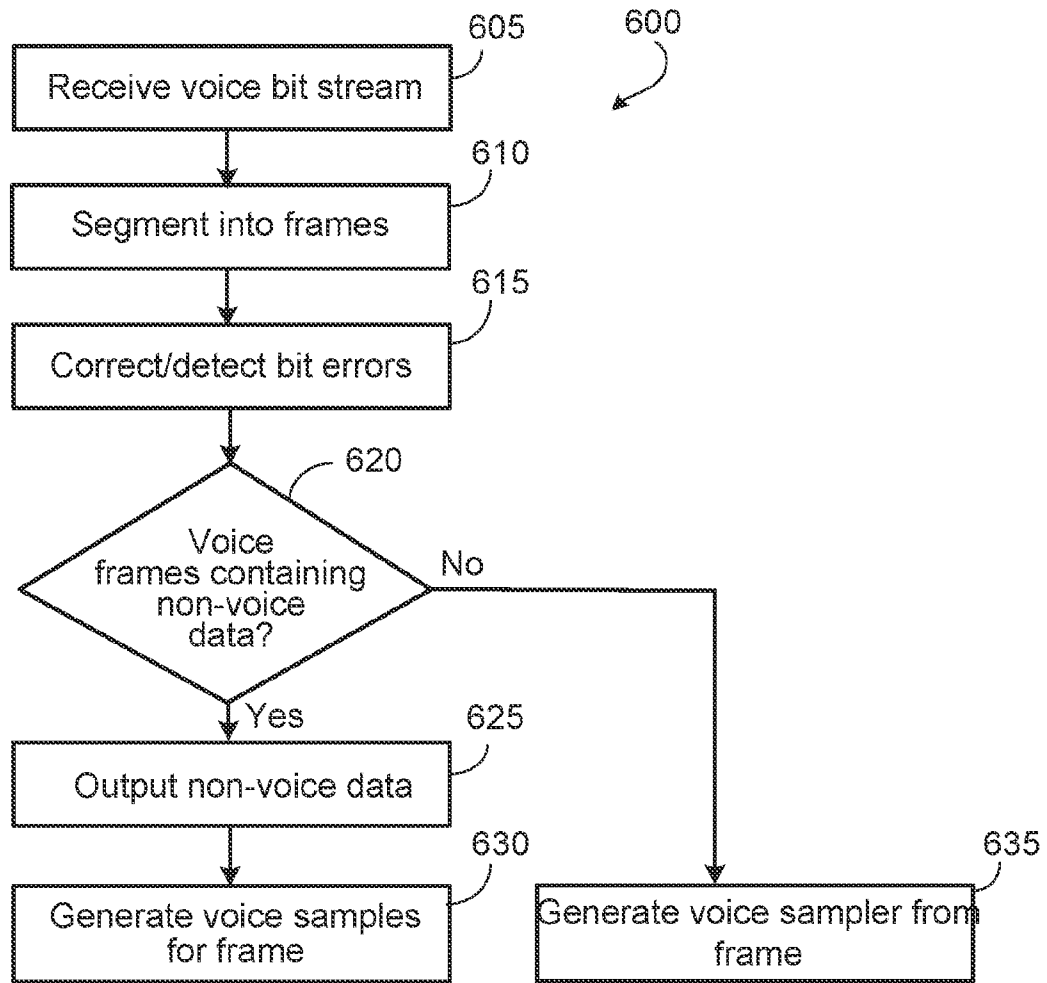 605
600
Receive voice bit stream
610
Segment into frames
615
Correct/detect bit errors
620
Voice
frames containing
non-voice
data?
No
Yes
625
Output non-voice data
630
Generate voice samples
for frame
635
Generate voice sampler from
frame